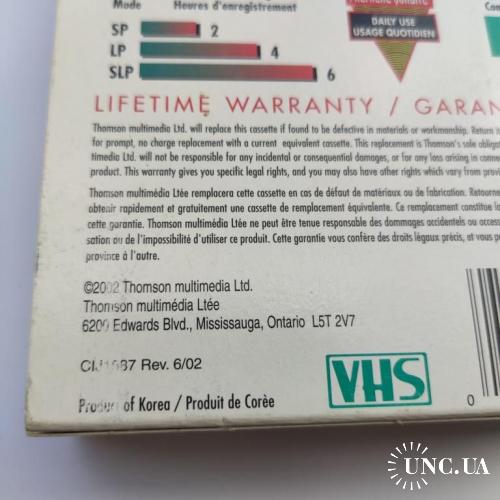 Mode Heures d'enregistrement
SP 2
LP 4
SLP 6
DAILY USE
USAGE QUOTIDIEN
LIFETIME WARRANTY / GARAN
Thomson multimedia Ltd. will replace this cassette if found to be defective in materials or workmanship. Return it
for prompt, no charge replacement with a current equivalent cassette. This replacement is Thomson's sole obligat
timedia Ltd. will not be responsible for any incidental or consequential damages, or for any loss arising in connec
product. This warranty gives you specific legal rights, and you may also have other rights which vary from provi
Thomson multimédia Ltée remplacera cette cassette en cas de défaut de matériaux ou de fabrication. Retourne
obtenir rapidement et gratuitement une cassette de remplacement équivalente. Ce remplacement constitue la
cette garantie. Thomson multimédia Ltée ne peut être tenue responsable des dommages accidentels ou access
sation ou de l'impossibilité d'utiliser ce produit. Cette garantie vous confère des droits légaux précis, et vous p
province à l'autre.
©2002 Thomson multimedia Ltd.
Thomson multimédia Ltée
6200 Edwards Blvd., Mississauga, Ontario L5T 2V7
Rev. 6/02
VHS
Product of Korea / Produit de Corèe
0
UNC.UA